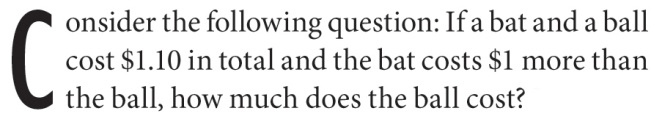 Consider the following question: If a bat and a ball
cost $1.10 in total and the bat costs $1 more than
the ball, how much does the ball cost?